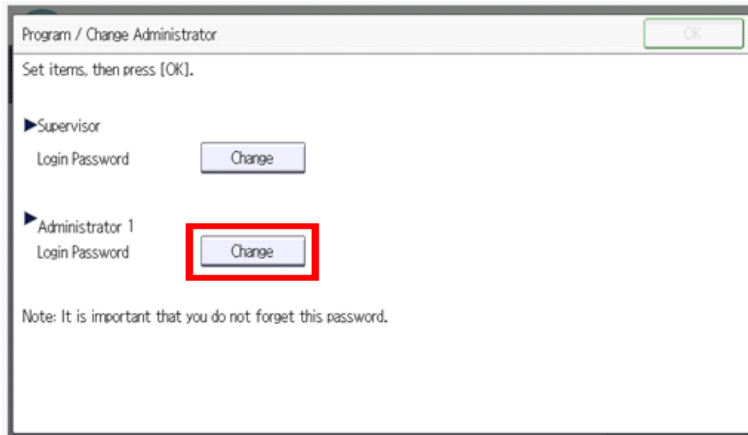 Program / Change Administrator OK
Set items, then press [OK].
▶Supervisor
Login Password Change
▶Administrator 1
Login Password Change
Note: It is important that you do not forget this password.